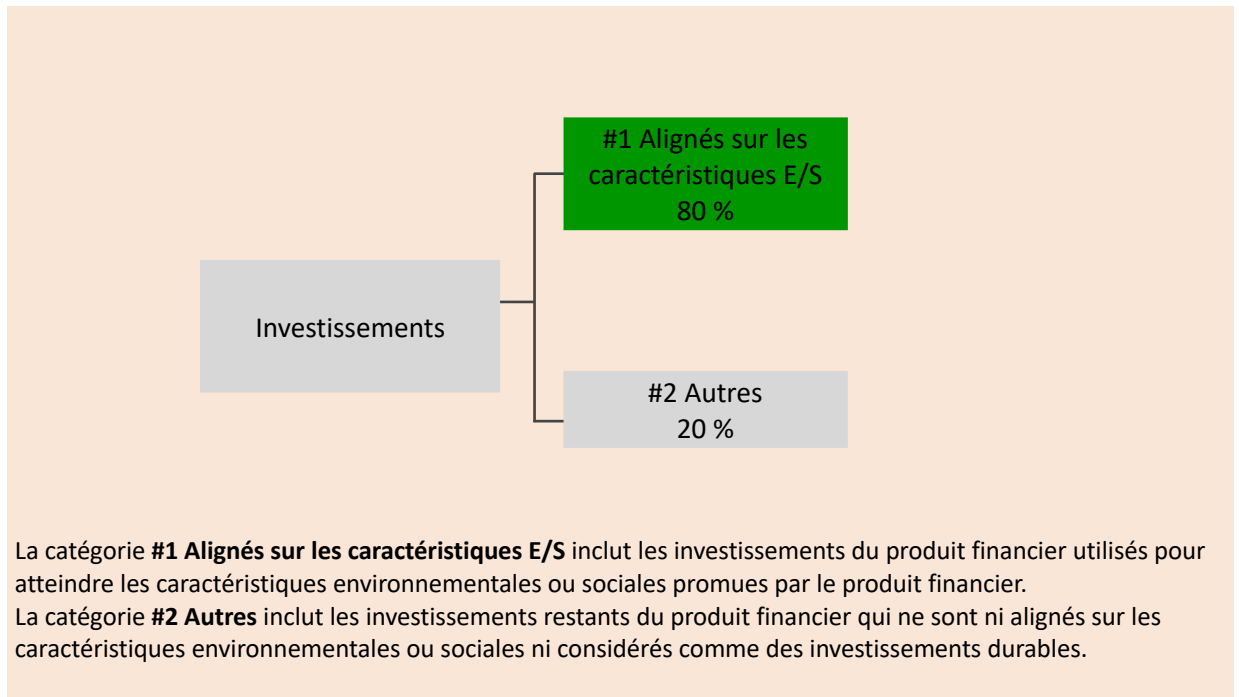 #1 Alignés sur les
caractéristiques E/S
80 %
Investissements
#2 Autres
20 %
La catégorie #1 Alignés sur les caractéristiques E/S inclut les investissements du produit financier utilisés pour
atteindre les caractéristiques environnementales ou sociales promues par le produit financier.
La catégorie #2 Autres inclut les investissements restants du produit financier qui ne sont ni alignés sur les
caractéristiques environnementales ou sociales ni considérés comme des investissements durables.